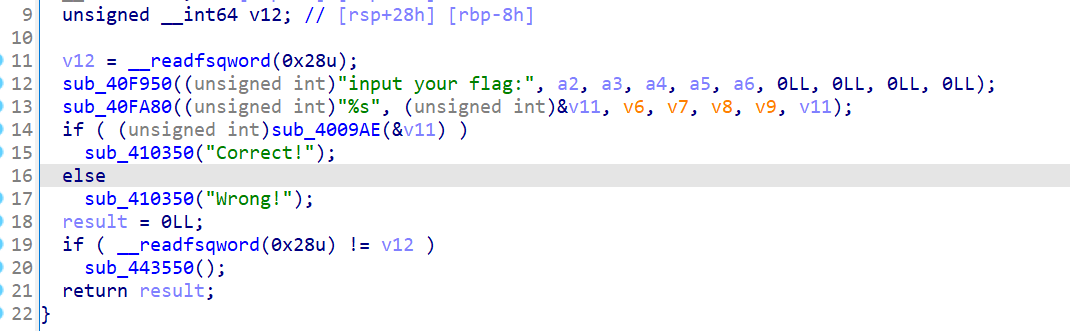 9 unsigned __int64 v12; // [rsp+28h] [rbp-8h]
10
11 v12 = __readfsqword(0x28u);
12 sub_40F950((unsigned int)"input your flag:", a2, a3, a4, a5, a6, 0LL, 0LL, 0LL, 0LL);
13 sub_40FA80((unsigned int)"%s", (unsigned int)&v11, v6, v7, v8, v9, v11);
14 if ( (unsigned int)sub_4009AE(&v11) )
15 sub_410350("Correct!");
16 else
17 sub_410350("Wrong!");
18 result = 0LL;
19 if ( __readfsqword(0x28u) != v12 )
20 sub_443550();
21 return result;
22 }